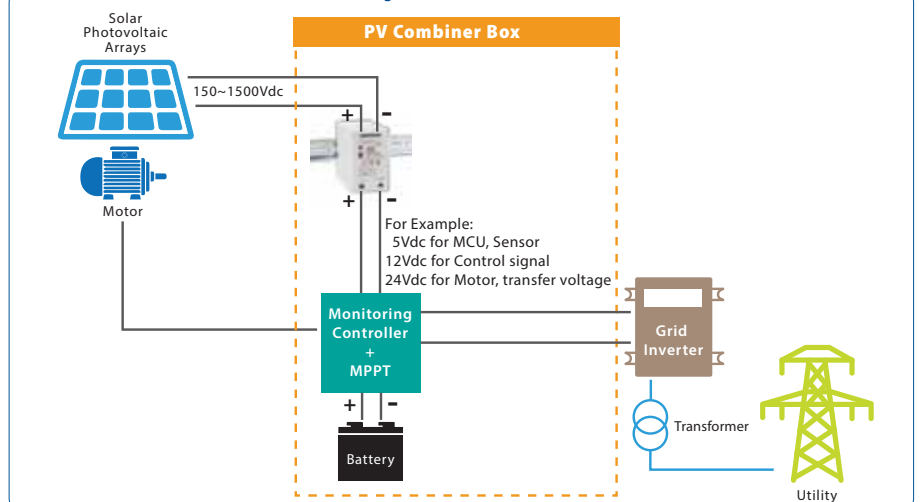 Solar
Photovoltaic
Arrays
PV Combiner Box
150~1500Vdc
+ -
+ -
Motor
For Example:
5Vdc for MCU, Sensor
12Vdc for Control signal
24Vdc for Motor, transfer voltage
Monitoring
Controller
+
MPPT
Grid
Inverter
+ -
Battery
Transformer
Utility